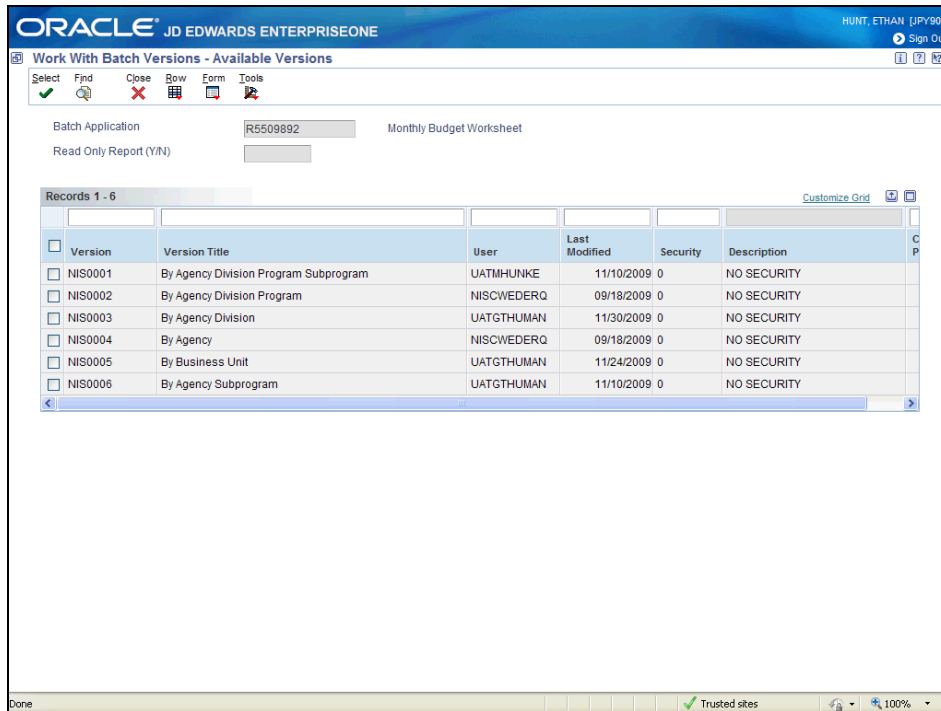 ORACLE® JD EDWARDS ENTERPRISEONE
HUNT, ETHAN [JPY90
Sign Ou
Work With Batch Versions - Available Versions
Select Find Close Row Form Tools
Batch Application R5509892 Monthly Budget Worksheet
Read Only Report (Y/N)
Records 1 - 6 Customize Grid
Version Version Title User Last Modified Security Description C P
NIS0001 By Agency Division Program Subprogram UATMHUNKE 11/10/2009 0 NO SECURITY
NIS0002 By Agency Division Program NISCWEDERQ 09/18/2009 0 NO SECURITY
NIS0003 By Agency Division UATGTHUMAN 11/30/2009 0 NO SECURITY
NIS0004 By Agency NISCWEDERQ 09/18/2009 0 NO SECURITY
NIS0005 By Business Unit UATGTHUMAN 11/24/2009 0 NO SECURITY
NIS0006 By Agency Subprogram UATGTHUMAN 11/10/2009 0 NO SECURITY
Done Trusted sites 100%